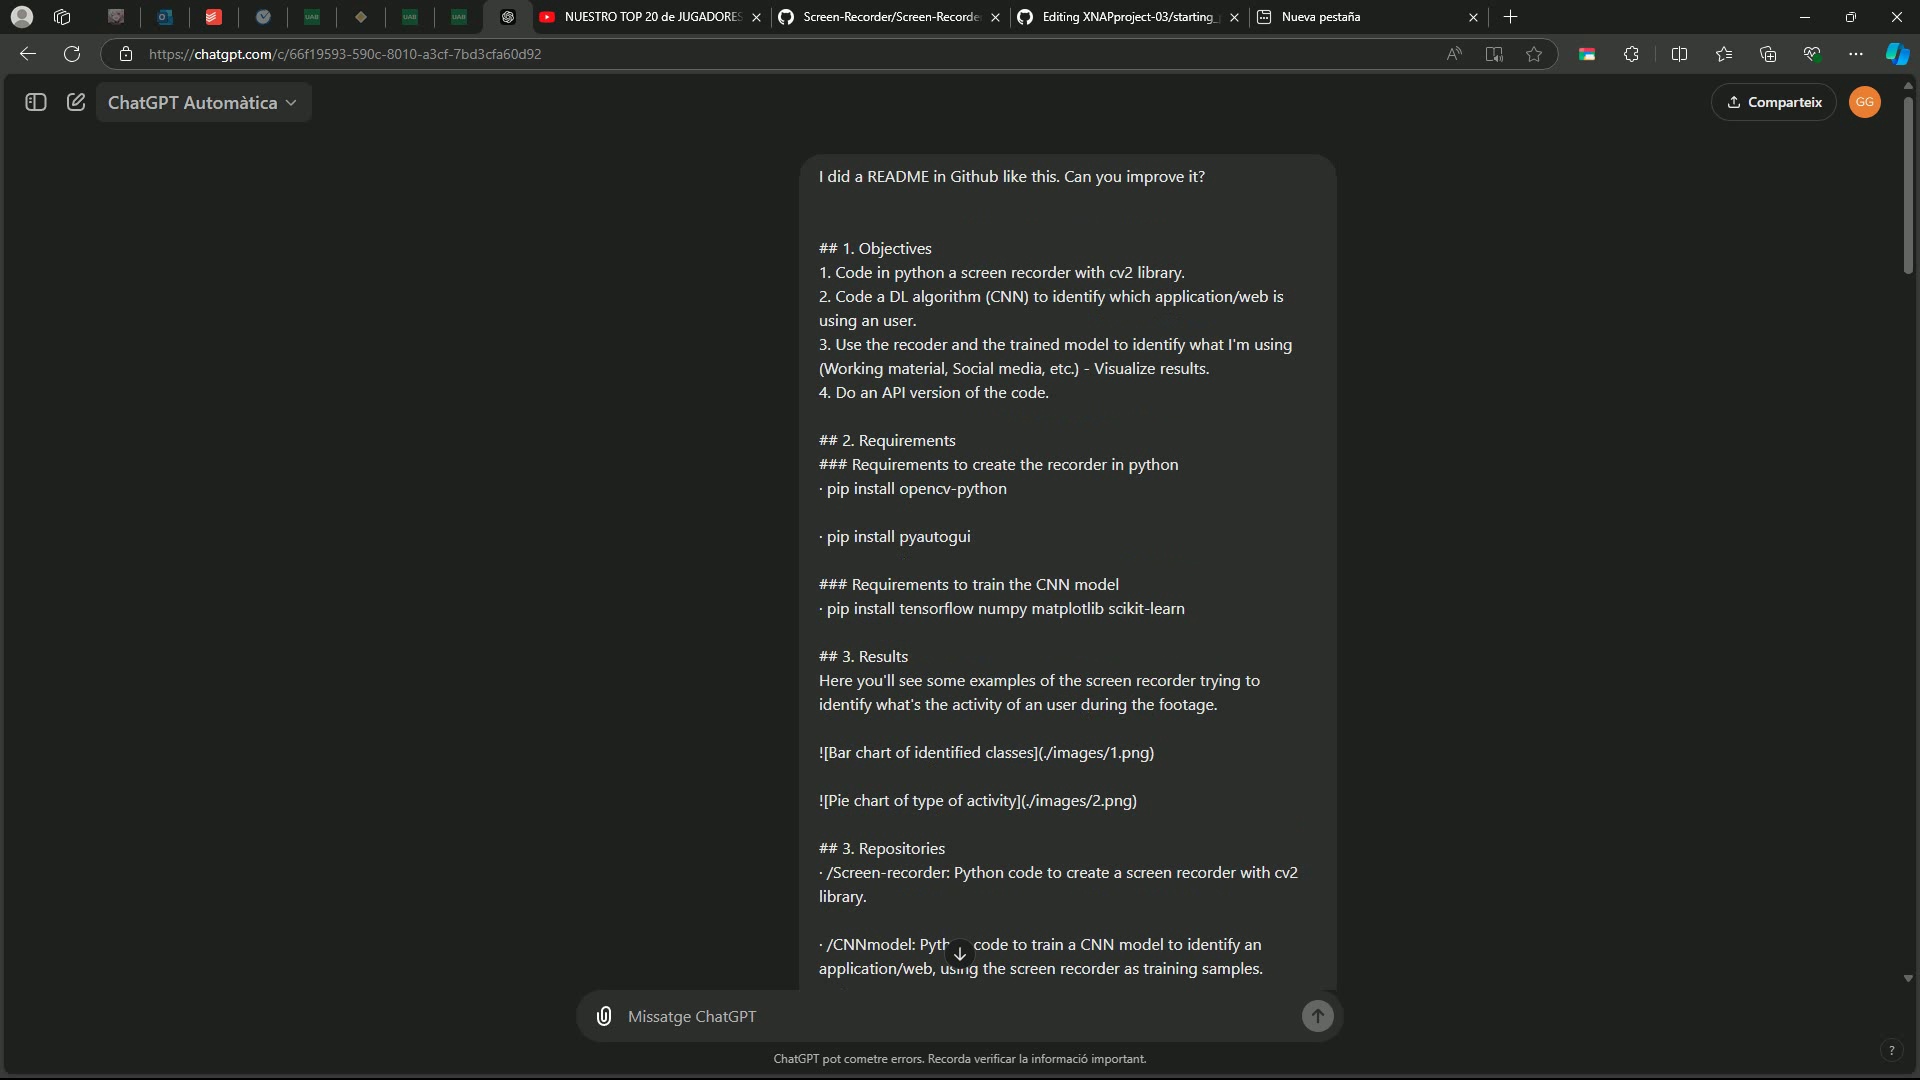 UAB
UAB
UAB
NUESTRO TOP 20 de JUGADORES
Screen-Recorder/Screen-Recorde
Editing XNAPproject-03/starting_
Nueva pestaña
https://chatgpt.com/c/66f19593-590c-8010-a3cf-7bd3cfa60d92
ChatGPT Automàtica
Comparteix
GG
I did a README in Github like this. Can you improve it?
## 1. Objectives
1. Code in python a screen recorder with cv2 library.
2. Code a DL algorithm (CNN) to identify which application/web is
using an user.
3. Use the recoder and the trained model to identify what I'm using
(Working material, Social media, etc.) - Visualize results.
4. Do an API version of the code.
## 2. Requirements
### Requirements to create the recorder in python
· pip install opencv-python
· pip install pyautogui
### Requirements to train the CNN model
· pip install tensorflow numpy matplotlib scikit-learn
## 3. Results
Here you'll see some examples of the screen recorder trying to
identify what's the activity of an user during the footage.
![Bar chart of identified classes](./images/1.png)
![Pie chart of type of activity](./images/2.png)
## 3. Repositories
· /Screen-recorder: Python code to create a screen recorder with cv2
library.
· /CNNmodel: Pyth code to train a CNN model to identify an
application/web, using the screen recorder as training samples.
Missatge ChatGPT
ChatGPT pot cometre errors. Recorda verificar la informació important.
?